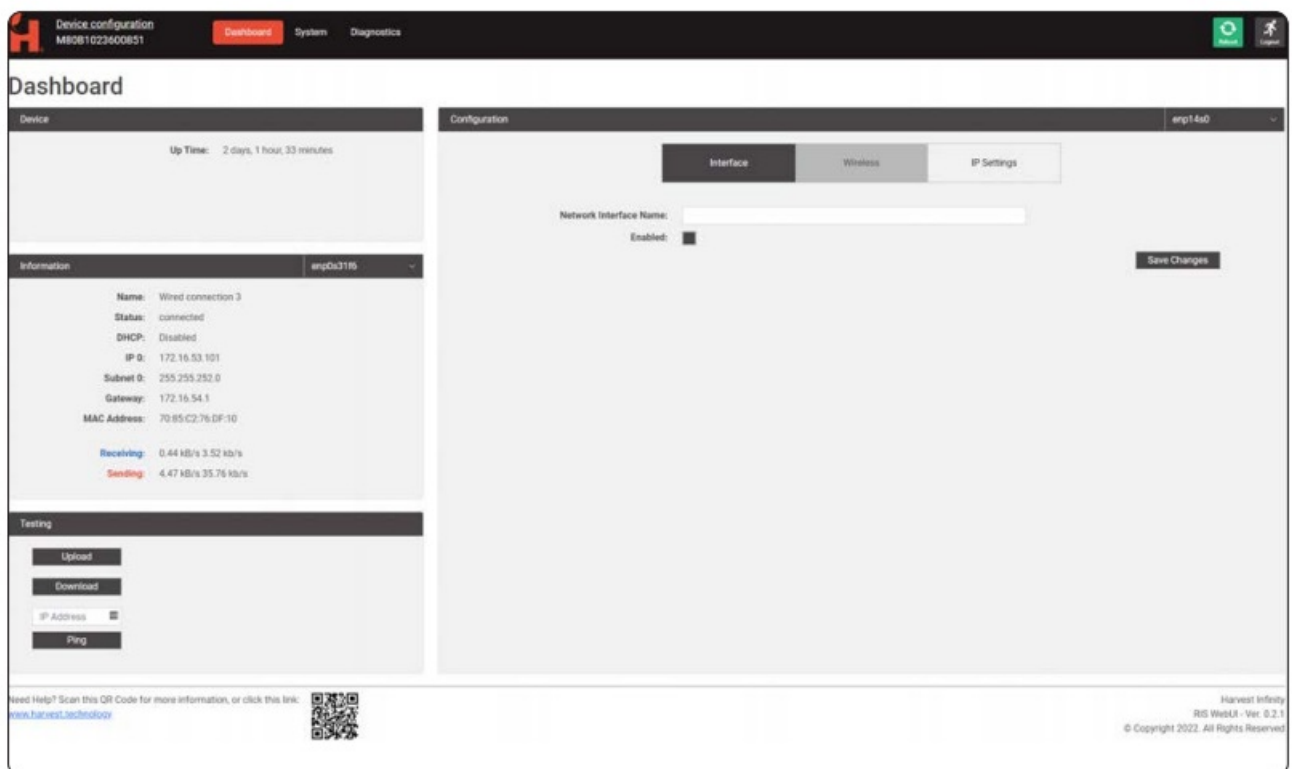 Device configuration
M80B1023600851
Dashboard
System
Diagnostics
Reboot
Logout
Dashboard
Device
Up Time: 2 days, 1 hour, 33 minutes
Information
enp0s31f6
Name: Wired connection 3
Status: connected
DHCP: Disabled
IP 0: 172.16.53.101
Subnet 0: 255.255.252.0
Gateway: 172.16.54.1
MAC Address: 70:85:C2:76:DF:10
Receiving: 0.44 kB/s 3.52 kb/s
Sending: 4.47 kB/s 35.76 kb/s
Testing
Upload
Download
IP Address
Ping
Configuration
enp14s0
Interface
Wireless
IP Settings
Network Interface Name:
Enabled:
Save Changes
Need Help? Scan this QR Code for more information, or click this link:
www.harvest.technology
Harvest Infinity
RIS WebUI - Ver. 0.2.1
© Copyright 2022. All Rights Reserved